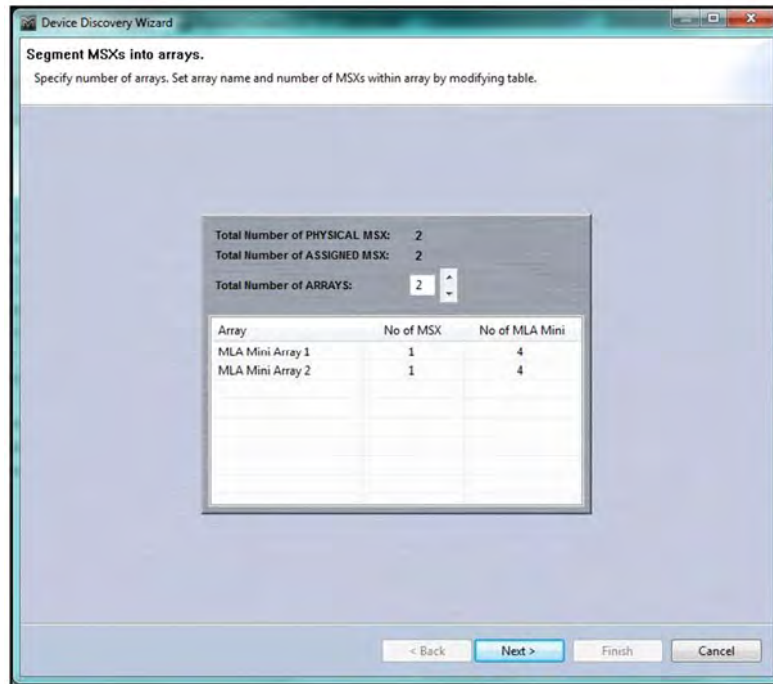 Device Discovery Wizard
Segment MSXs into arrays.
Specify number of arrays. Set array name and number of MSXs within array by modifying table.
Total Number of PHYSICAL MSX: 2
Total Number of ASSIGNED MSX: 2
Total Number of ARRAYS: 2
Array No of MSX No of MLA Mini
MLA Mini Array 1 1 4
MLA Mini Array 2 1 4
< Back Next > Finish Cancel